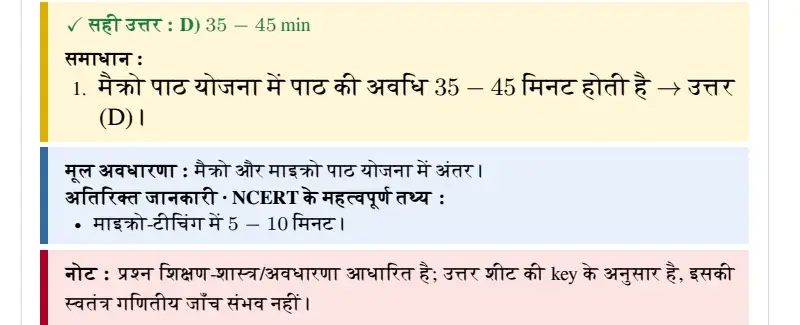 ✓ सही उत्तर : D) 35 – 45 min
समाधान :
1. मैक्रो पाठ योजना में पाठ की अवधि 35 – 45 मिनट होती है → उत्तर
(D)।
मूल अवधारणा : मैक्रो और माइक्रो पाठ योजना में अंतर।
अतिरिक्त जानकारी · NCERT के महत्वपूर्ण तथ्य :
• माइक्रो-टीचिंग में 5 – 10 मिनट।
नोट : प्रश्न शिक्षण-शास्त्र/अवधारणा आधारित है; उत्तर शीट की key के अनुसार है, इसकी
स्वतंत्र गणितीय जाँच संभव नहीं।